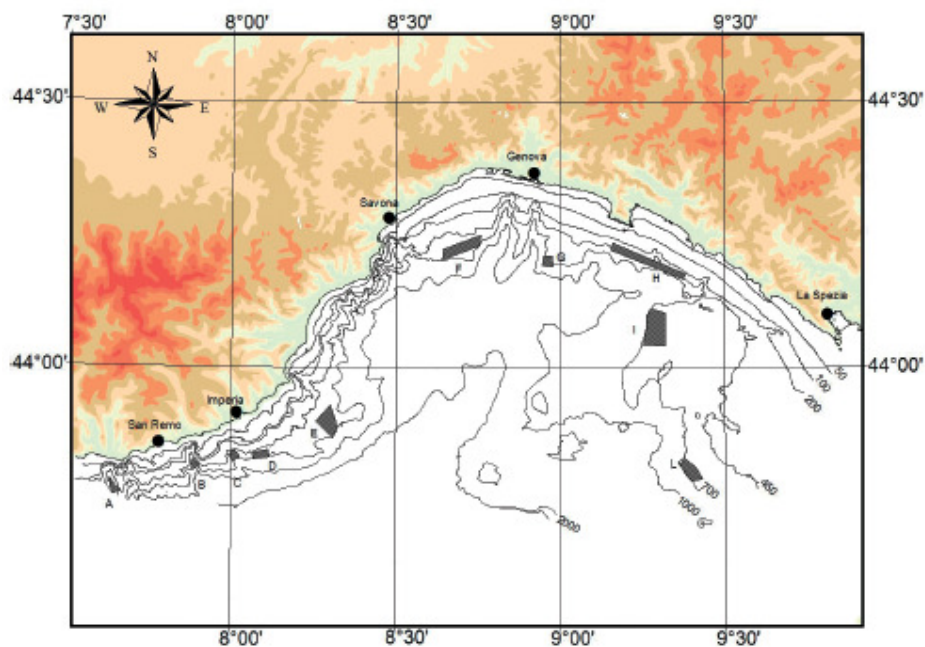 7°30' 8°00' 8°30' 9°00' 9°30'
N
44°30' W E 44°30'
S
Genova
Savona
F G
H
La Spezia
I
44°00' 44°00'
50
100
200
Imperia
San Remo
E
D
B C
A
L 700 450
1000
2000
8°00' 8°30' 9°00' 9°30'